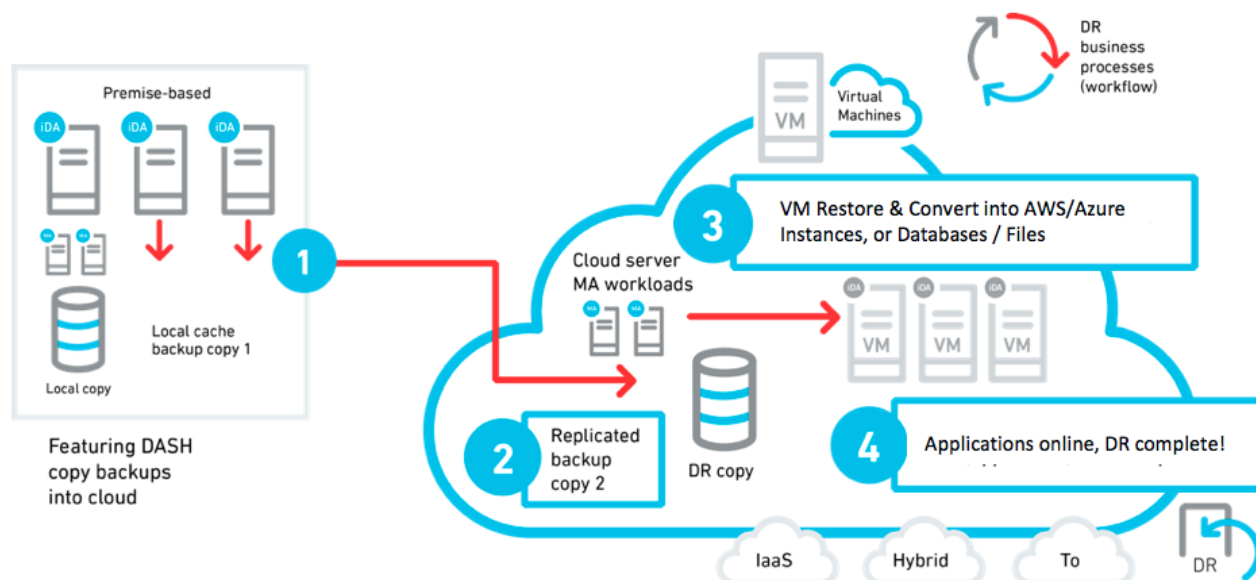 Premise-based
iDA
iDA
iDA
MA
MA
Local cache
backup copy 1
Local copy
Featuring DASH
copy backups
into cloud
1
DR
business
processes
(workflow)
VM
Virtual
Machines
3
VM Restore & Convert into AWS/Azure
Instances, or Databases / Files
Cloud server
MA workloads
MA
MA
iDA
iDA
iDA
VM
VM
VM
2
Replicated
backup
copy 2
DR copy
4
Applications online, DR complete!
IaaS
Hybrid
To
DR